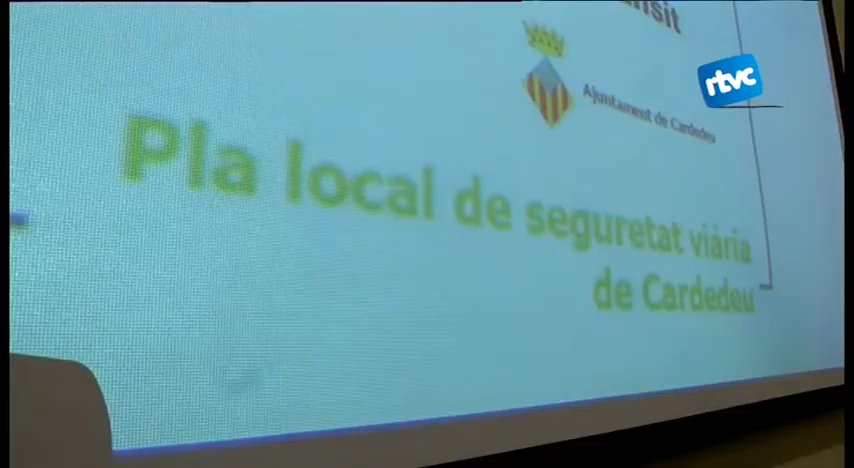 rtvc
Ajuntament de Cardedeu
Pla local de seguretat viària
de Cardedeu